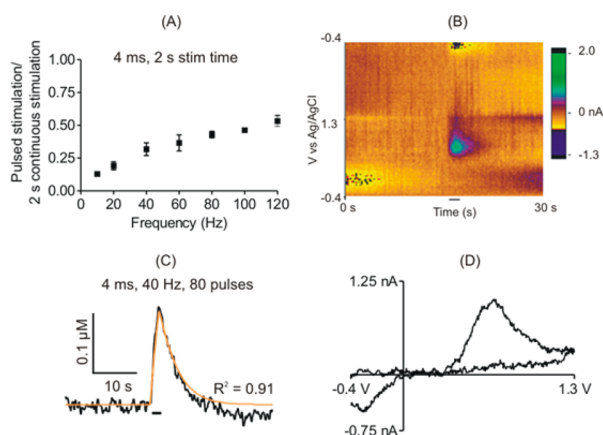 (A)
4 ms, 2 s stim time
Pulsed stimulation/
2 s continuous stimulation
1.00
0.75
0.50
0.25
0.00
0 20 40 60 80 100 120
Frequency (Hz)
(B)
-0.4
1.3
-0.4
V vs Ag/AgCl
0 s
Time (s)
30 s
2.0
0 nA
-1.3
(C)
4 ms, 40 Hz, 80 pulses
0.1 µM
10 s
R² = 0.91
(D)
1.25 nA
-0.4 V
1.3 V
-0.75 nA